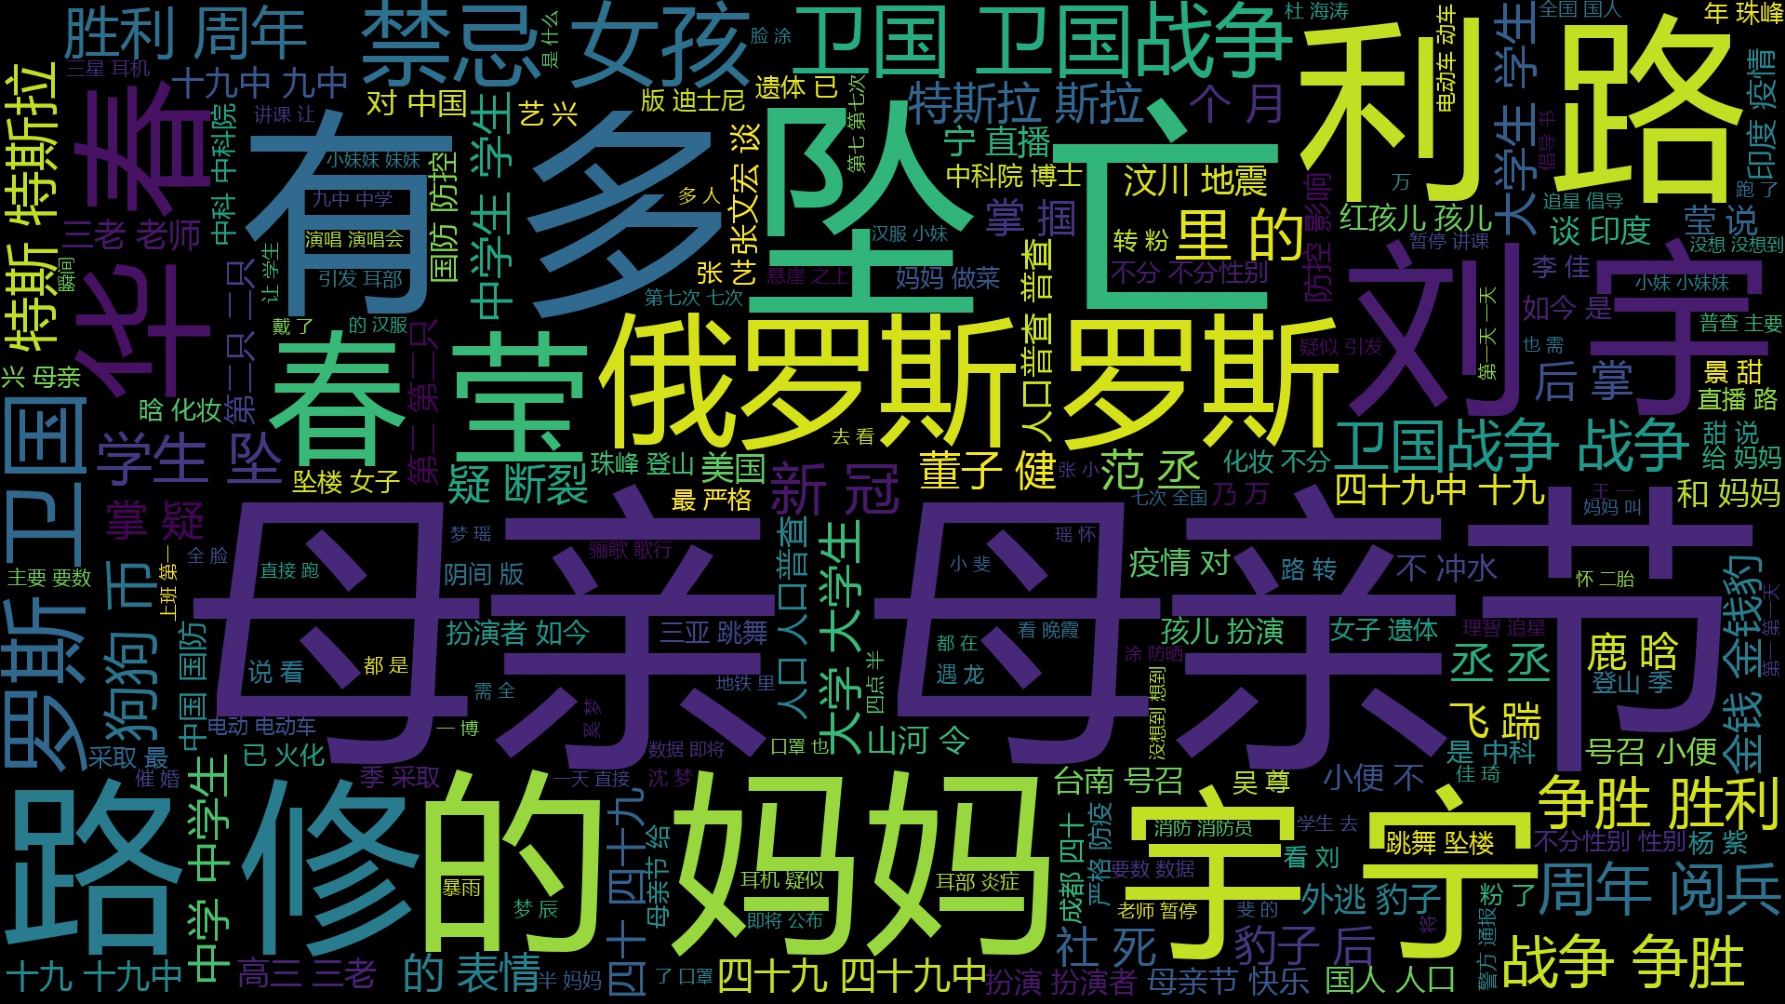 胜利 周年
禁忌 女孩
是 什么
脸 涂
卫国 卫国战争
杜 海涛
电动车 动车
利 路
大学生 学生
全国 国人
年 珠峰
三星 耳机
十九中 九中
特斯拉 特斯拉
华 春
中科 中科院
讲课 让
对 中国
艺 兴
版 迪士尼
遗体 已
第七 第七次
特斯拉 斯拉
个 月
印度 疫情
有 多
小妹妹 妹妹
九中 中学
演唱 演唱会
引发 耳部
国防 防控
中学生 学生
多 人
张文宏 谈
坠 亡
汉服 小妹
宁 直播
中科院 博士
汶川 地震
掌 掴
转 粉
里 的
防控 影响
万
红孩儿 孩儿
倡导 书
追星 倡导
跑 了
莹 说
谈 印度
三老 老师
让 学生
瞬间
张 艺
悬崖 之上
妈妈 做菜
不分 不分性别
暂停 讲课
没想 没想到
刘 宇
李 佳
小妹 小妹妹
如今 是
第二只 二只
第七次 七次
人口普查 普查
戴 了
的 汉服
第二 第二只
春 莹
俄罗斯 罗斯
疑似 引发
第一天 一天
也 需
普查 主要
后 掌
景 甜
兴 母亲
晗 化妆
直播 路
罗斯 卫国
学生 坠
去 看
卫国战争 战争
甜 说
给 妈妈
坠楼 女子
疑 断裂
珠峰 登山
美国
新 冠
董子 健
张 小
范 丞
化妆 不分
掌 疑
最 严格
七次 全国
乃 万
四十九中 十九
王 一
妈妈 叫
和 妈妈
主要 要数
狗狗 币
上班 第一
全 脸
母亲 母亲节
梦 瑶
骊歌 歌行
直接 跑
阴间 版
人口 人口普查
大学 大学生
小 斐
瑶 怀
疫情 对
路 转
不 冲水
怀 二胎
金钱 金钱豹
第一 第一天
中国 国防
扮演者 如今
三亚 跳舞
都 在
看 晚霞
涂 防晒
孩儿 扮演
女子 遗体
理智 追星
说 看
都 是
四点 半
遇 龙
丞 丞
鹿 晗
登山 季
需 全
地铁 里
没想到 想到
电动 电动车
一 博
奚 梦
飞 踹
采取 最
已 火化
数据 即将
口罩 也
山河 令
是 中科
号召 小便
催 婚
中学 中学生
季 采取
一天 直接
沈 梦
台南 号召
吴 尊
小便 不
佳 琦
路 修
的 妈妈
宇 宁
争胜 胜利
四十 四十九
母亲节 给
成都 四十
严格 防疫
消防 消防员
学生 去
跳舞 坠楼
不分性别 性别
杨 紫
看 刘
暴雨
耳机 疑似
耳部 炎症
要数 数据
梦 辰
即将 公布
老师 暂停
斐 的
外逃 豹子
将
粉 了
周年 阅兵
警方 通报
社 死
豹子 后
战争 争胜
十九 十九中
高三 三老
的 表情
半 妈妈
了 口罩
四十九 四十九中
扮演 扮演者
母亲节 快乐
国人 人口